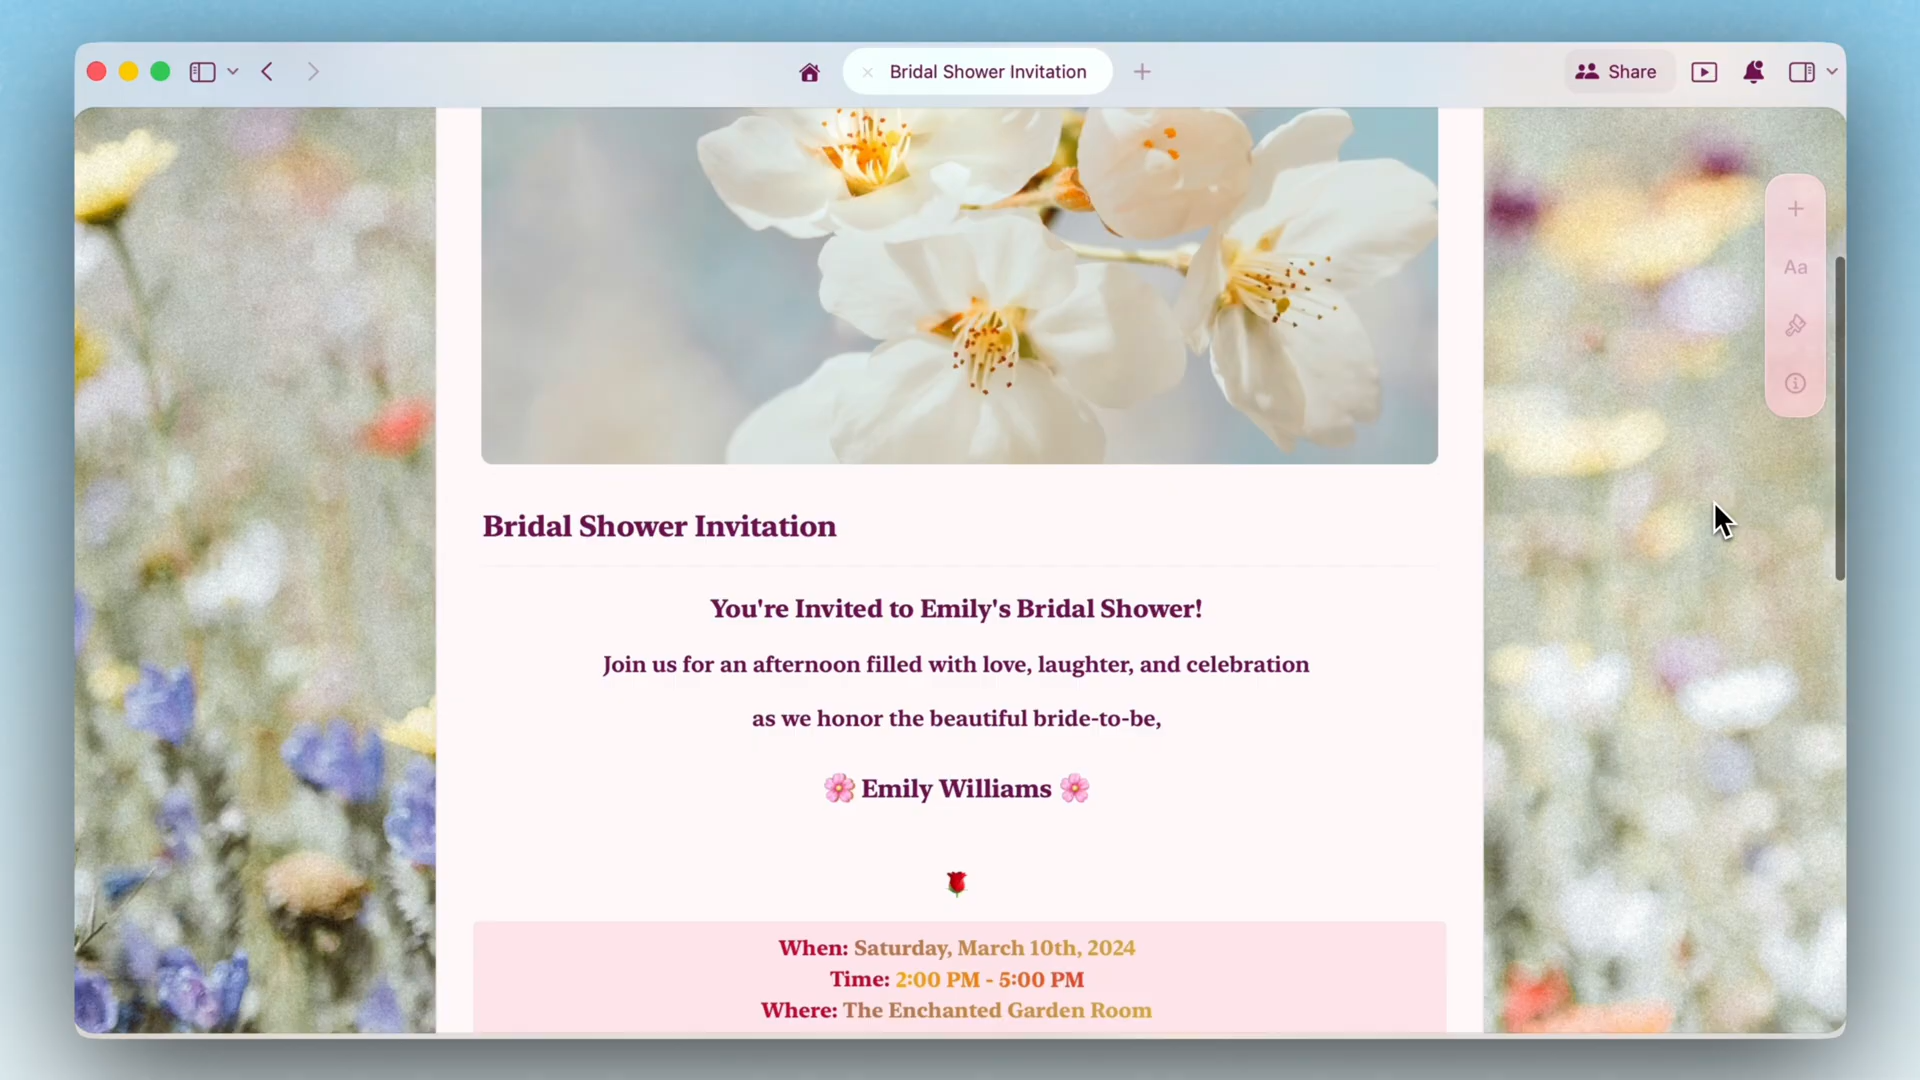 Bridal Shower Invitation
Share
Aa
Bridal Shower Invitation
You're Invited to Emily's Bridal Shower!
Join us for an afternoon filled with love, laughter, and celebration
as we honor the beautiful bride-to-be,
🌸 Emily Williams 🌸
🌹
When: Saturday, March 10th, 2024
Time: 2:00 PM - 5:00 PM
Where: The Enchanted Garden Room